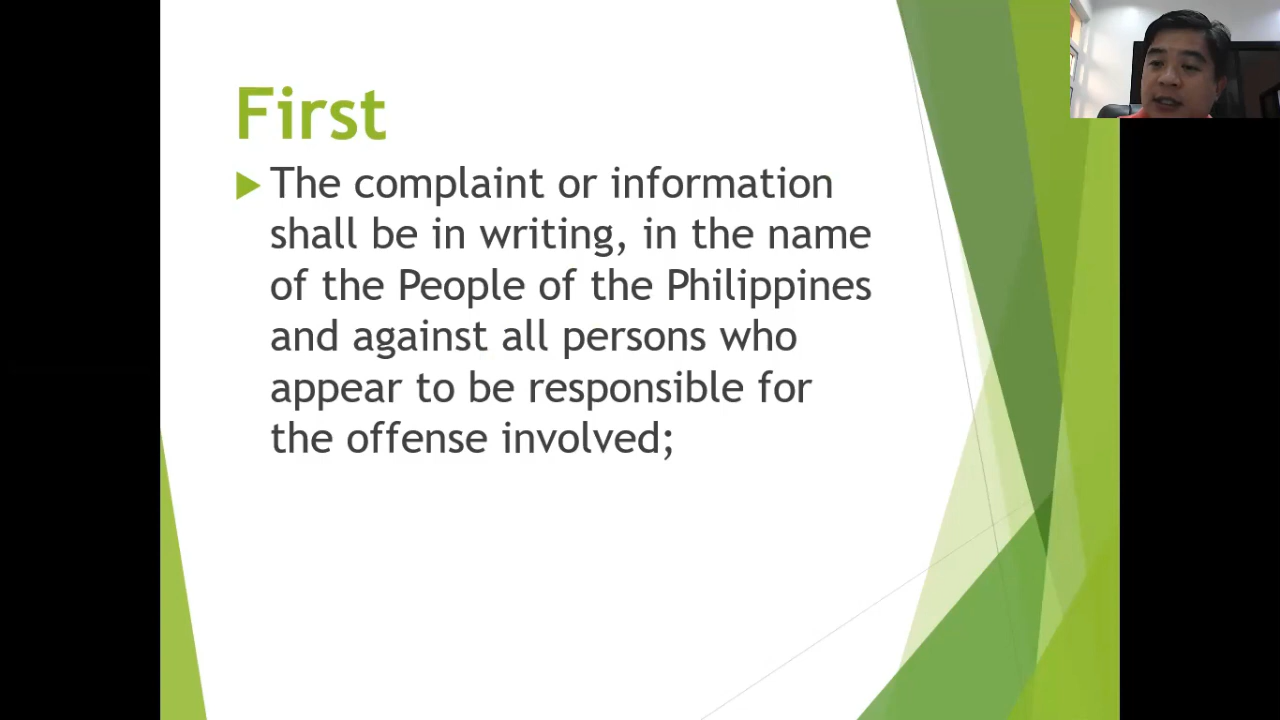 First
The complaint or information
shall be in writing, in the name
of the People of the Philippines
and against all persons who
appear to be responsible for
the offense involved;